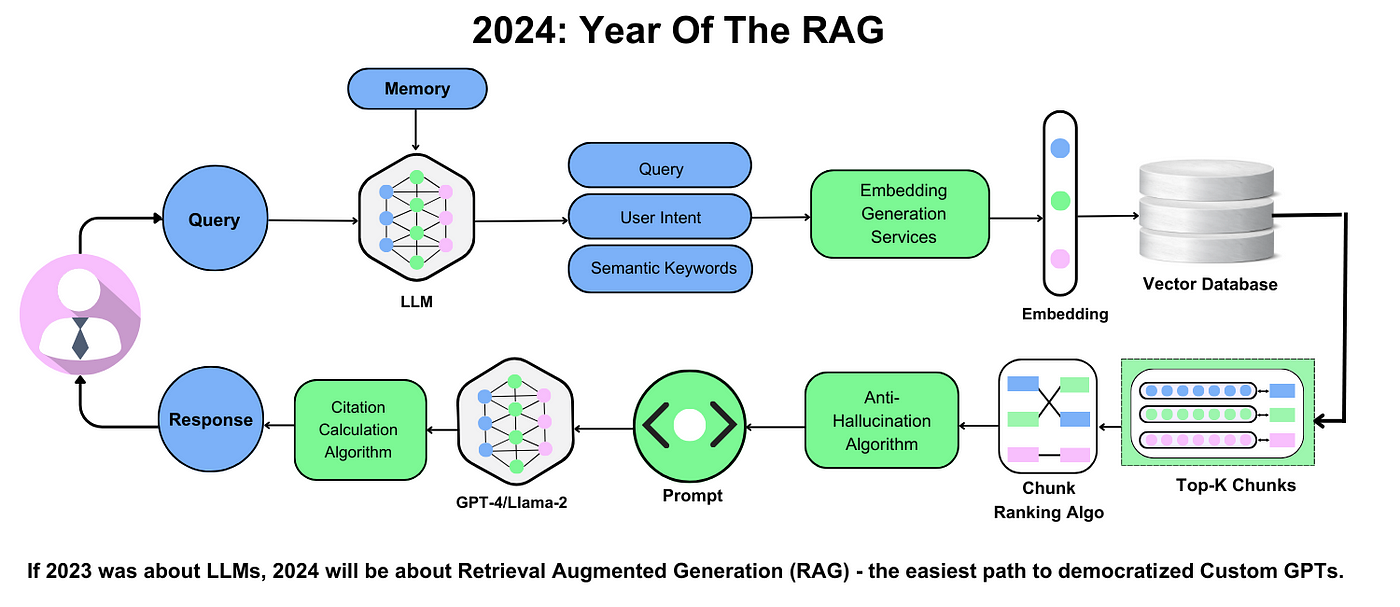 2024: Year Of The RAG
Memory
Query
LLM
Query
User Intent
Semantic Keywords
Embedding
Generation
Services
Embedding
Vector Database
Response
Citation
Calculation
Algorithm
GPT-4/Llama-2
Prompt
Anti-
Hallucination
Algorithm
Chunk
Ranking Algo
Top-K Chunks
If 2023 was about LLMs, 2024 will be about Retrieval Augmented Generation (RAG) - the easiest path to democratized Custom GPTs.